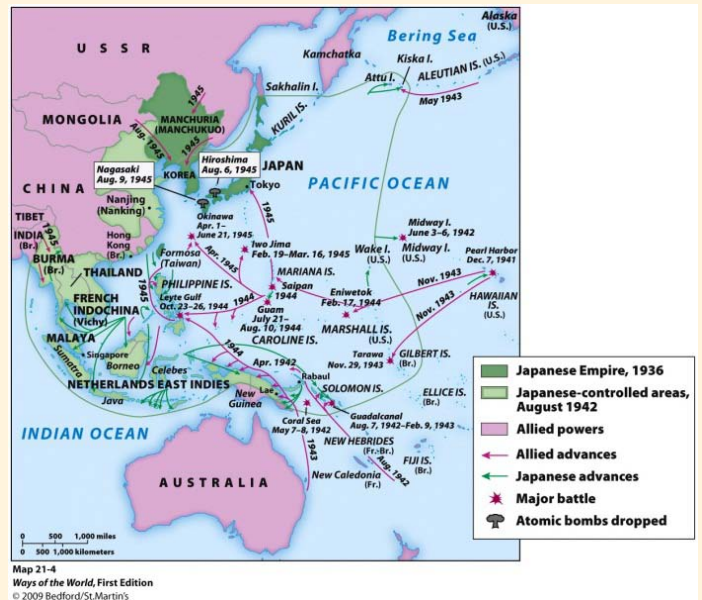 Alaska
(U.S.)
Bering Sea
U S S R
Kamchatka
Kiska I.
Attu I.
ALEUTIAN IS. (U.S.)
May 1943
Sakhalin I.
KURIL IS.
1945
MONGOLIA
MANCHURIA
(MANCHUKUO)
Aug. 1945
1945
Nagasaki
Aug. 9, 1945
Hiroshima
Aug. 6, 1945
KOREA
JAPAN
Tokyo
PACIFIC OCEAN
CHINA
Nanjing
(Nanking)
TIBET
INDIA
(Br.)
1945
BURMA
(Br.)
Hong
Kong
(Br.)
Okinawa
Apr. 1–
June 21, 1945
1945
Formosa
(Taiwan)
Apr. 1945
Iwo Jima
Feb. 19–Mar. 16, 1945
Midway I.
June 3–6, 1942
Midway I.
(U.S.)
Wake I.
(U.S.)
Pearl Harbor
Dec. 7, 1941
HAWAIIAN
IS.
(U.S.)
Nov. 1943
Nov. 1943
THAILAND
1945
PHILIPPINE IS.
Leyte Gulf
Oct. 23–26, 1944
MARIANA IS.
Saipan
1944
1944
Guam
July 21–
Aug. 10, 1944
Eniwetok
Feb. 17, 1944
FRENCH
INDOCHINA
(Vichy)
CAROLINE IS.
MARSHALL IS.
(U.S.)
MALAYA
Singapore
Sumatra
Borneo
Celebes
1944
Tarawa
Nov. 29, 1943
GILBERT IS.
(Br.)
Apr. 1942
NETHERLANDS EAST INDIES
Java
Rabaul
New
Guinea
Lae
SOLOMON IS.
ELLICE IS.
(Br.)
Guadalcanal
Aug. 7, 1942–Feb. 9, 1943
Coral Sea
May 7–8, 1942
INDIAN OCEAN
1943
NEW HEBRIDES
(Fr.-Br.)
Aug. 1942
FIJI IS.
(Br.)
New Caledonia
(Fr.)
AUSTRALIA
0 500 1,000 miles
0 500 1,000 kilometers
Japanese Empire, 1936
Japanese-controlled areas,
August 1942
Allied powers
Allied advances
Japanese advances
Major battle
Atomic bombs dropped
Map 21-4
Ways of the World, First Edition
© 2009 Bedford/St.Martin's